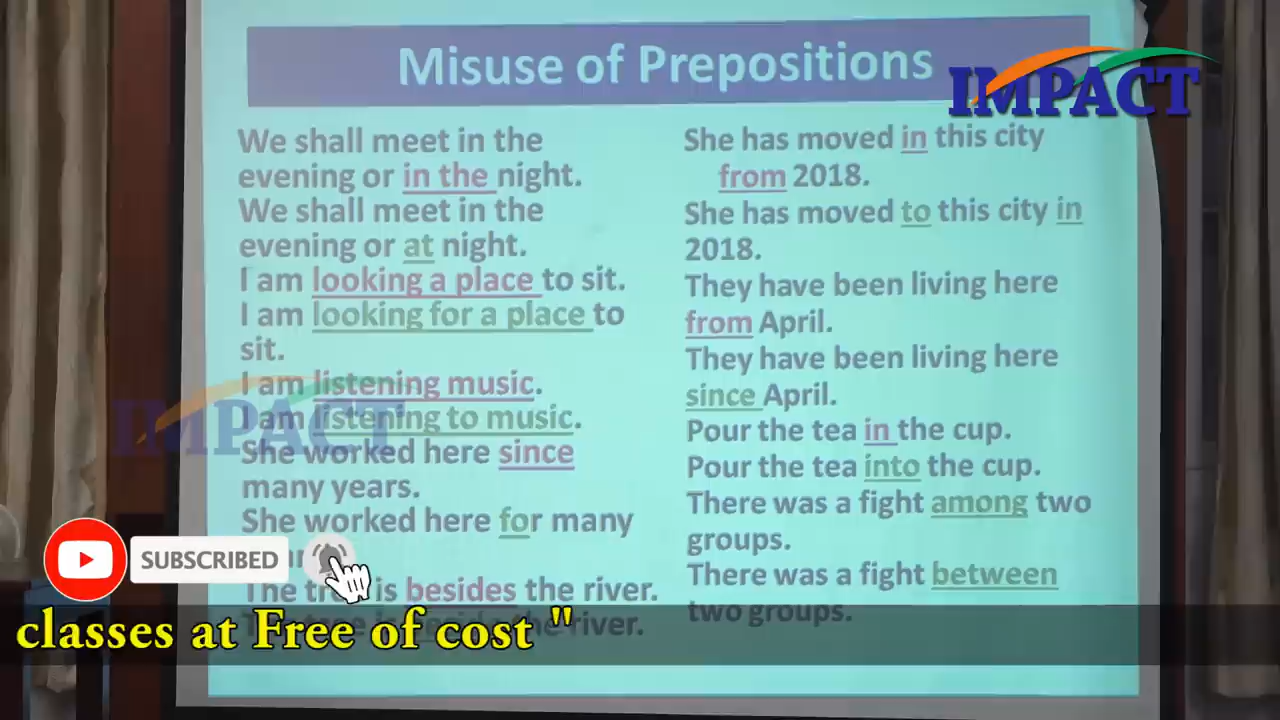 Misuse of Prepositions
IMPACT
We shall meet in the
evening or in the night.
We shall meet in the
evening or at night.
I am looking a place to sit.
I am looking for a place to
sit.
I am listening music.
I am listening to music.
IMPACT
She worked here since
many years.
She worked here for many
The tree is besides the river.
the river.
She has moved in this city
from 2018.
She has moved to this city in
2018.
They have been living here
from April.
They have been living here
since April.
Pour the tea in the cup.
Pour the tea into the cup.
There was a fight among two
groups.
There was a fight between
two groups.
SUBSCRIBED
classes at Free of cost "